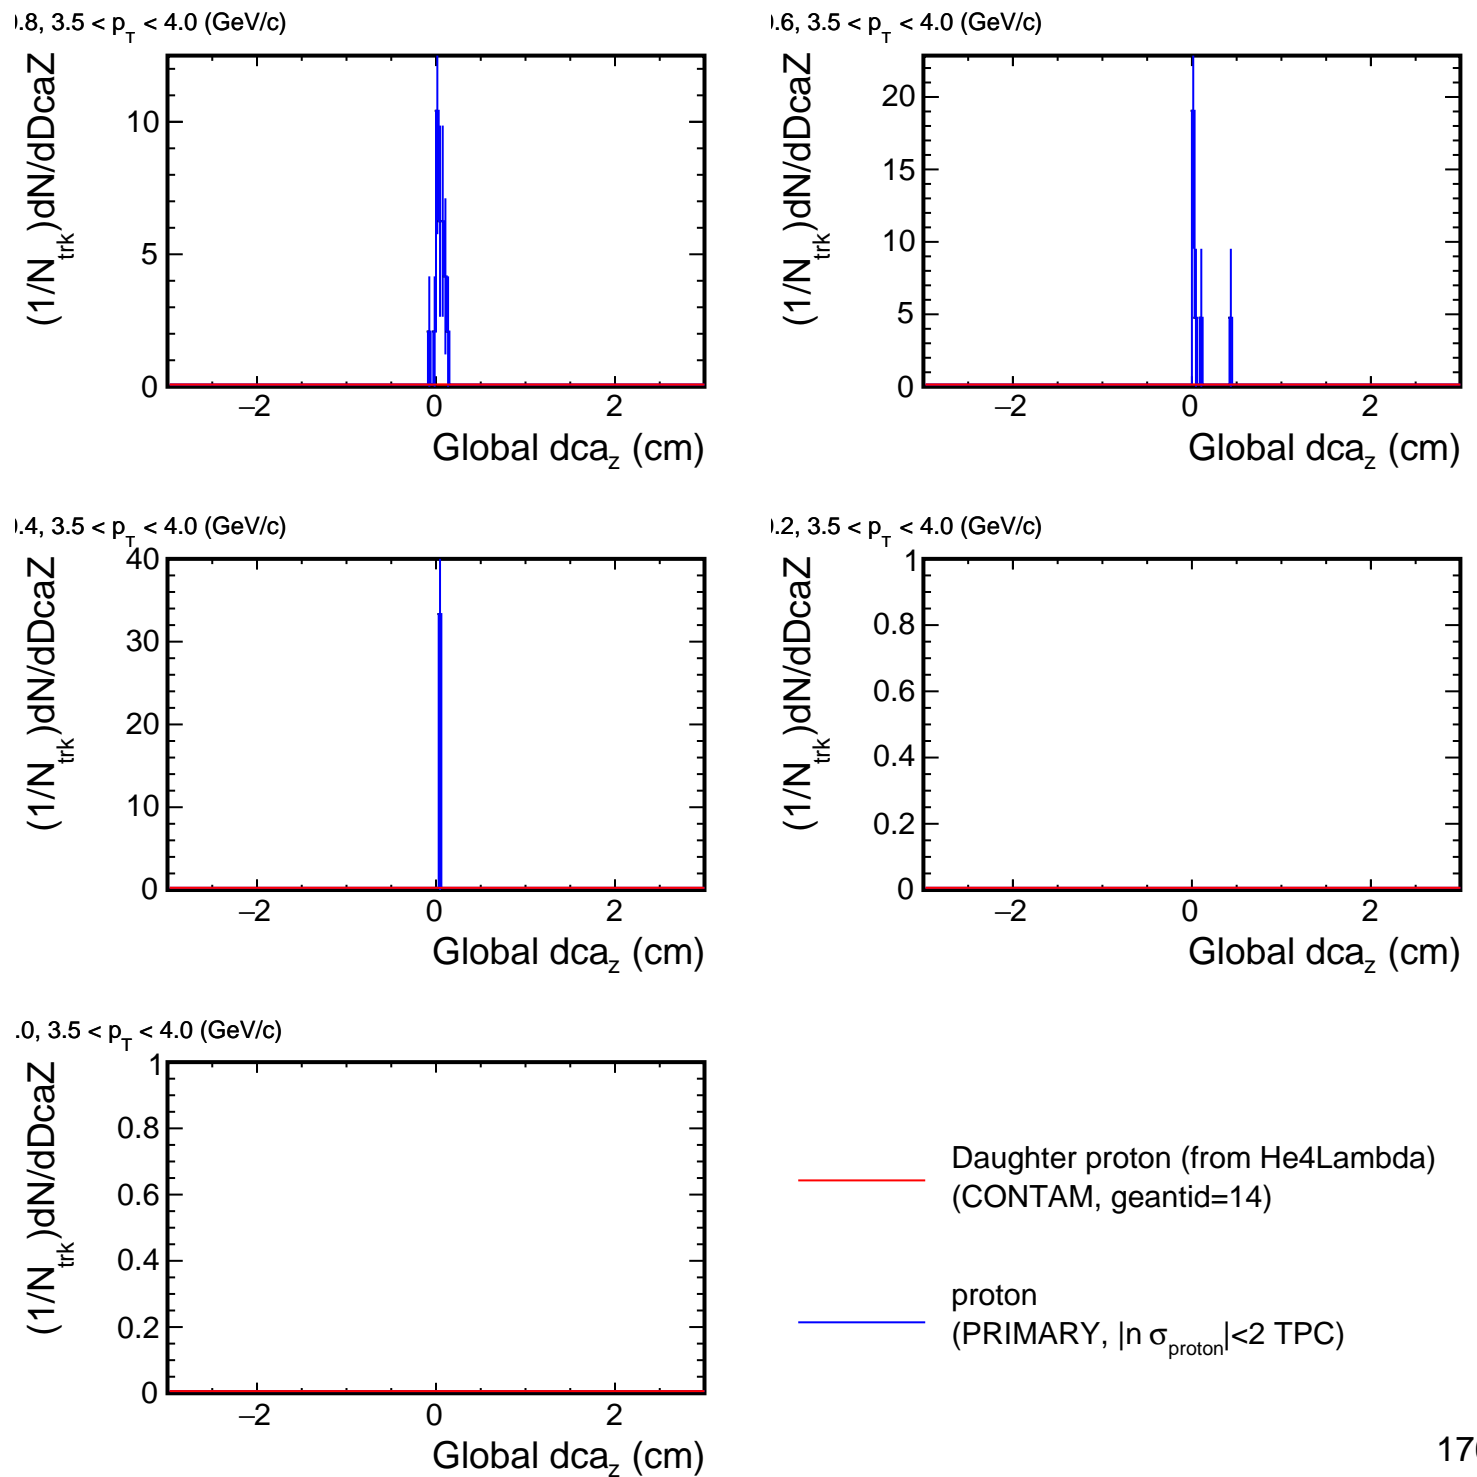 ).8, 3.5 < p_T < 4.0 (GeV/c)
(1/N_trk)dN/dDcaZ
10
5
0
−2 0 2
Global dca_z (cm)
).6, 3.5 < p_T < 4.0 (GeV/c)
(1/N_trk)dN/dDcaZ
20
15
10
5
0
−2 0 2
Global dca_z (cm)
).4, 3.5 < p_T < 4.0 (GeV/c)
(1/N_trk)dN/dDcaZ
40
30
20
10
0
−2 0 2
Global dca_z (cm)
).2, 3.5 < p_T < 4.0 (GeV/c)
(1/N_trk)dN/dDcaZ
1
0.8
0.6
0.4
0.2
0
−2 0 2
Global dca_z (cm)
.0, 3.5 < p_T < 4.0 (GeV/c)
(1/N_trk)dN/dDcaZ
1
0.8
0.6
0.4
0.2
0
−2 0 2
Global dca_z (cm)
Daughter proton (from He4Lambda)
(CONTAM, geantid=14)
proton
(PRIMARY, |n σ_proton|<2 TPC)
17